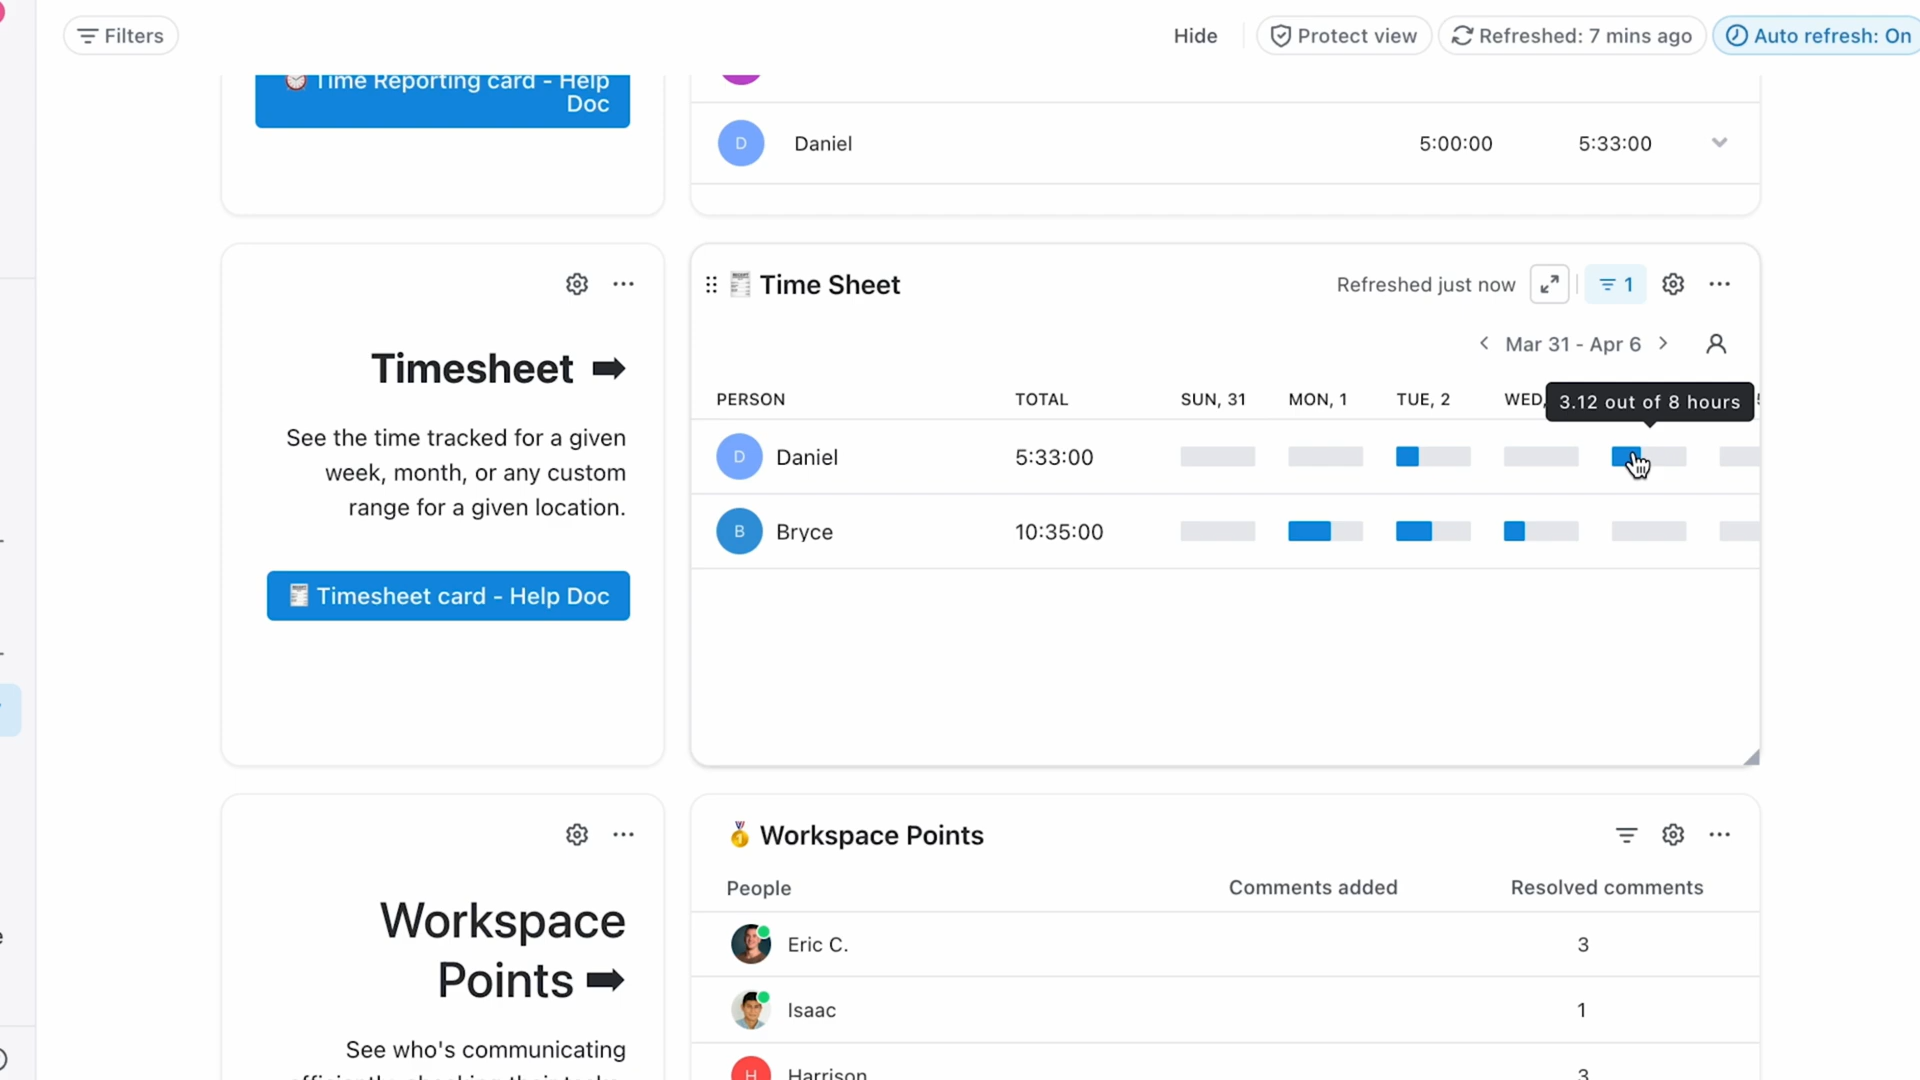 Filters
Hide
Protect view
Refreshed: 7 mins ago
Auto refresh: On
Time Reporting card - Help
Doc
D
Daniel
5:00:00
5:33:00
Time Sheet
Refreshed just now
1
Mar 31 - Apr 6
Timesheet ➡
See the time tracked for a given
week, month, or any custom
range for a given location.
Timesheet card - Help Doc
PERSON
TOTAL
SUN, 31
MON, 1
TUE, 2
WED,
3.12 out of 8 hours
D
Daniel
5:33:00
B
Bryce
10:35:00
Workspace
Points ➡
See who's communicating
Workspace Points
People
Comments added
Resolved comments
Eric C.
3
Isaac
1
H
Harrison
3